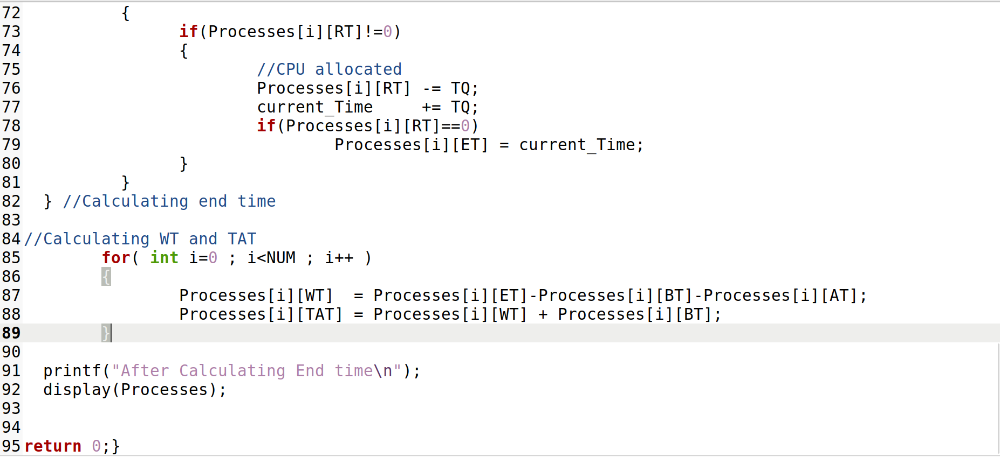 72          {
73                if(Processes[i][RT]!=0)
74                {
75                        //CPU allocated
76                        Processes[i][RT] -= TQ;
77                        current_Time     += TQ;
78                        if(Processes[i][RT]==0)
79                                Processes[i][ET] = current_Time;
80                }
81          }
82  } //Calculating end time
83
84//Calculating WT and TAT
85        for( int i=0 ; i<NUM ; i++ )
86        {
87                Processes[i][WT]  = Processes[i][ET]-Processes[i][BT]-Processes[i][AT];
88                Processes[i][TAT] = Processes[i][WT] + Processes[i][BT];
89        }
90
91  printf("After Calculating End time\n");
92  display(Processes);
93
94
95return 0;}